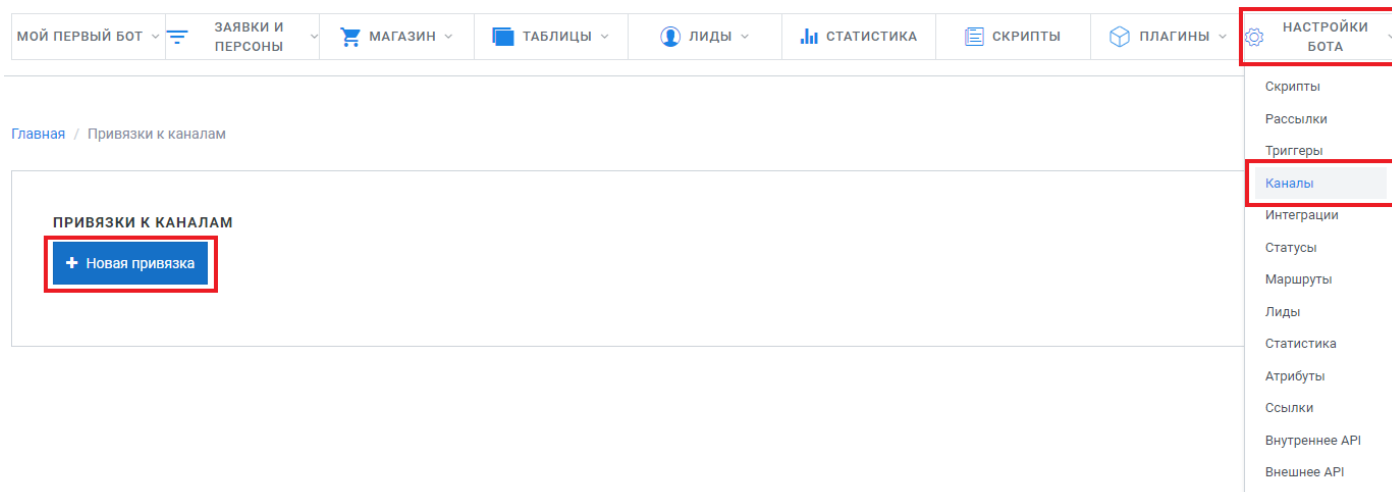 МОЙ ПЕРВЫЙ БОТ
ЗАЯВКИ И
ПЕРСОНЫ
МАГАЗИН
ТАБЛИЦЫ
ЛИДЫ
СТАТИСТИКА
СКРИПТЫ
ПЛАГИНЫ
НАСТРОЙКИ
БОТА
Главная / Привязки к каналам
ПРИВЯЗКИ К КАНАЛАМ
+ Новая привязка
Скрипты
Рассылки
Триггеры
Каналы
Интеграции
Статусы
Маршруты
Лиды
Статистика
Атрибуты
Ссылки
Внутреннее API
Внешнее API